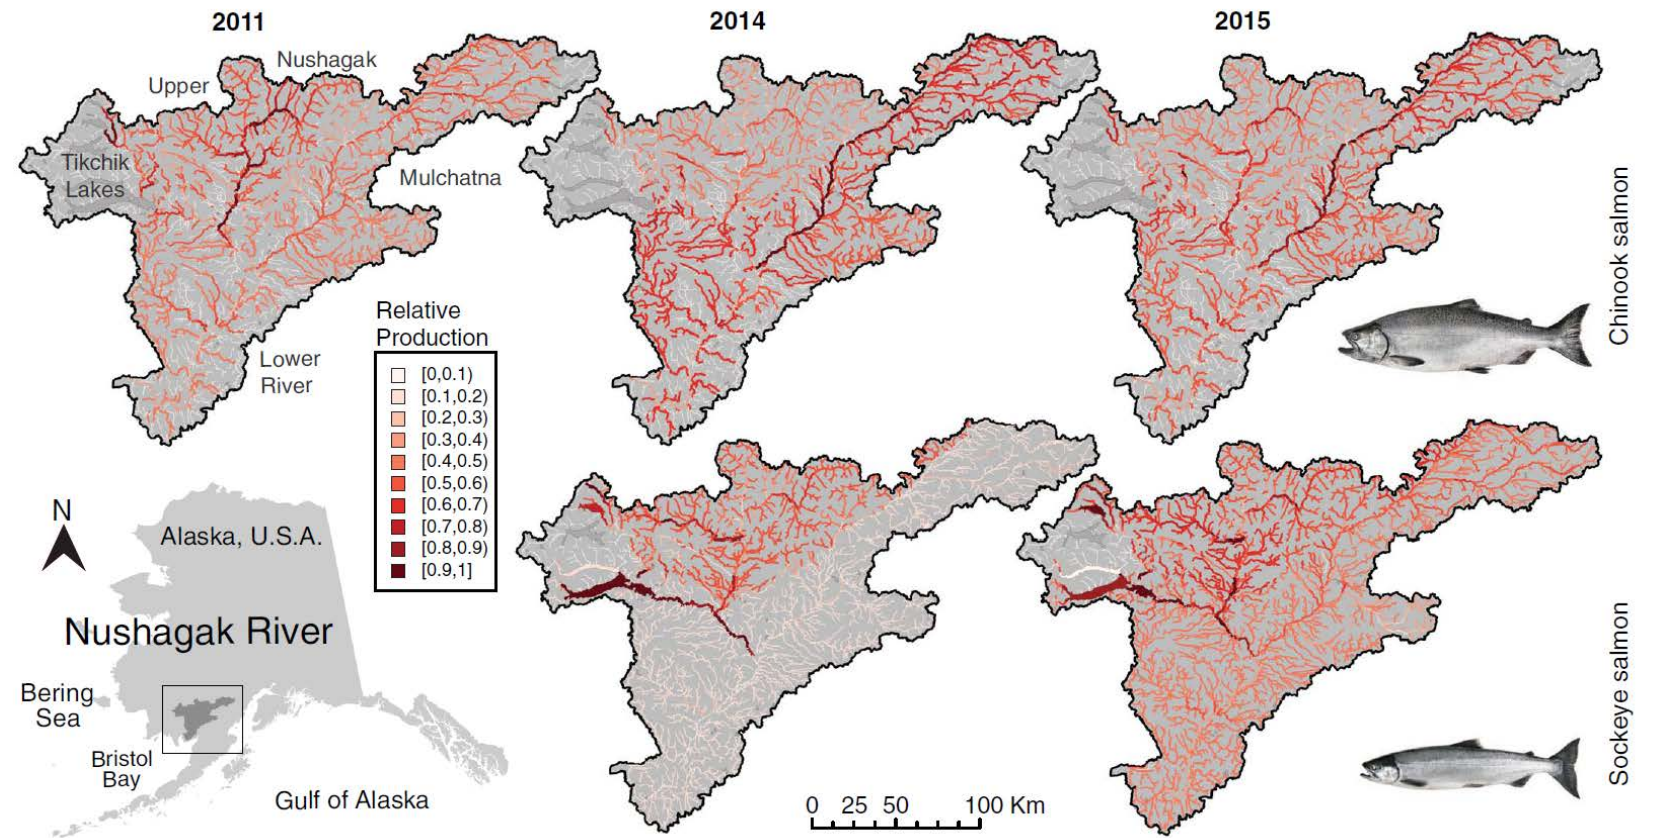 2011
2014
2015
Nushagak
Upper
Tikchik
Lakes
Mulchatna
Lower
River
Chinook salmon
Relative
Production
[0,0.1)
[0.1,0.2)
[0.2,0.3)
[0.3,0.4)
[0.4,0.5)
[0.5,0.6)
[0.6,0.7)
[0.7,0.8)
[0.8,0.9)
[0.9,1]
N
Alaska, U.S.A.
Nushagak River
Bering
Sea
Bristol
Bay
Gulf of Alaska
0 25 50 100 Km
Sockeye salmon